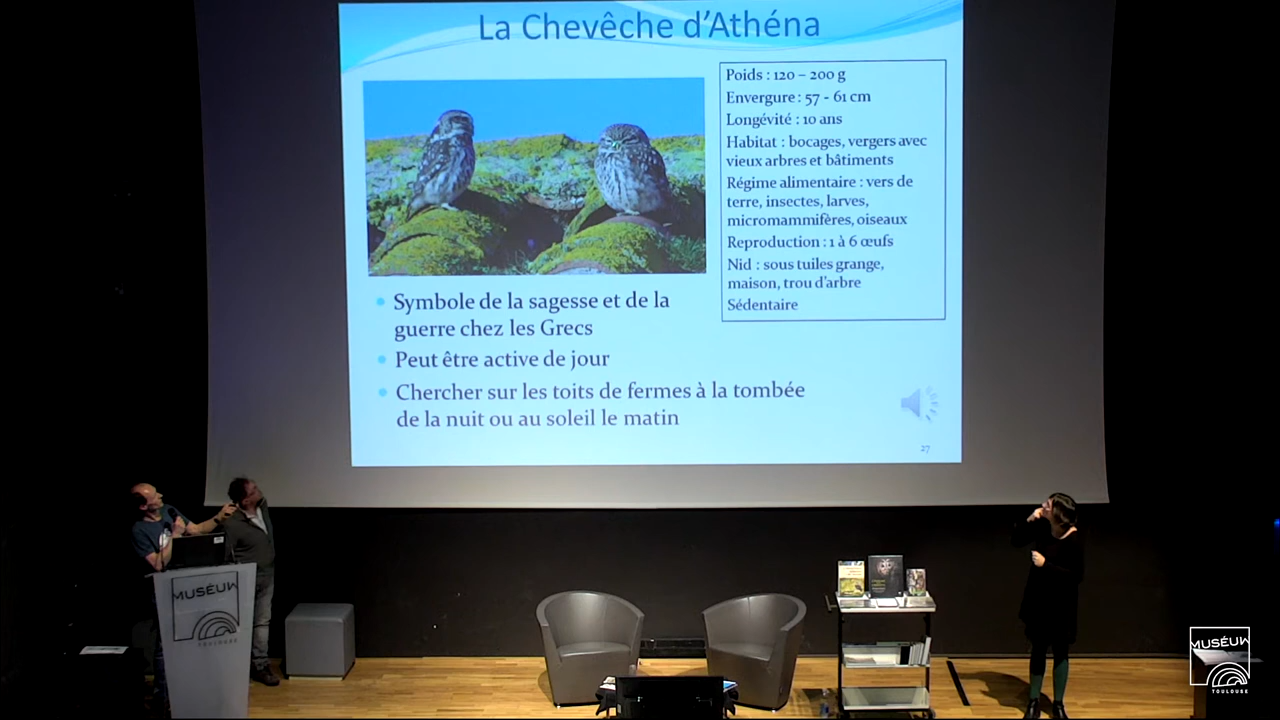 La Chevêche d'Athéna
Poids : 120 – 200 g
Envergure : 57 - 61 cm
Longévité : 10 ans
Habitat : bocages, vergers avec
vieux arbres et bâtiments
Régime alimentaire : vers de
terre, insectes, larves,
micromammifères, oiseaux
Reproduction : 1 à 6 œufs
Nid : sous tuiles grange,
maison, trou d'arbre
Sédentaire
• Symbole de la sagesse et de la
guerre chez les Grecs
• Peut être active de jour
• Chercher sur les toits de fermes à la tombée
de la nuit ou au soleil le matin
27
MUSÉUM
TOULOUSE
MUSÉUM
TOULOUSE